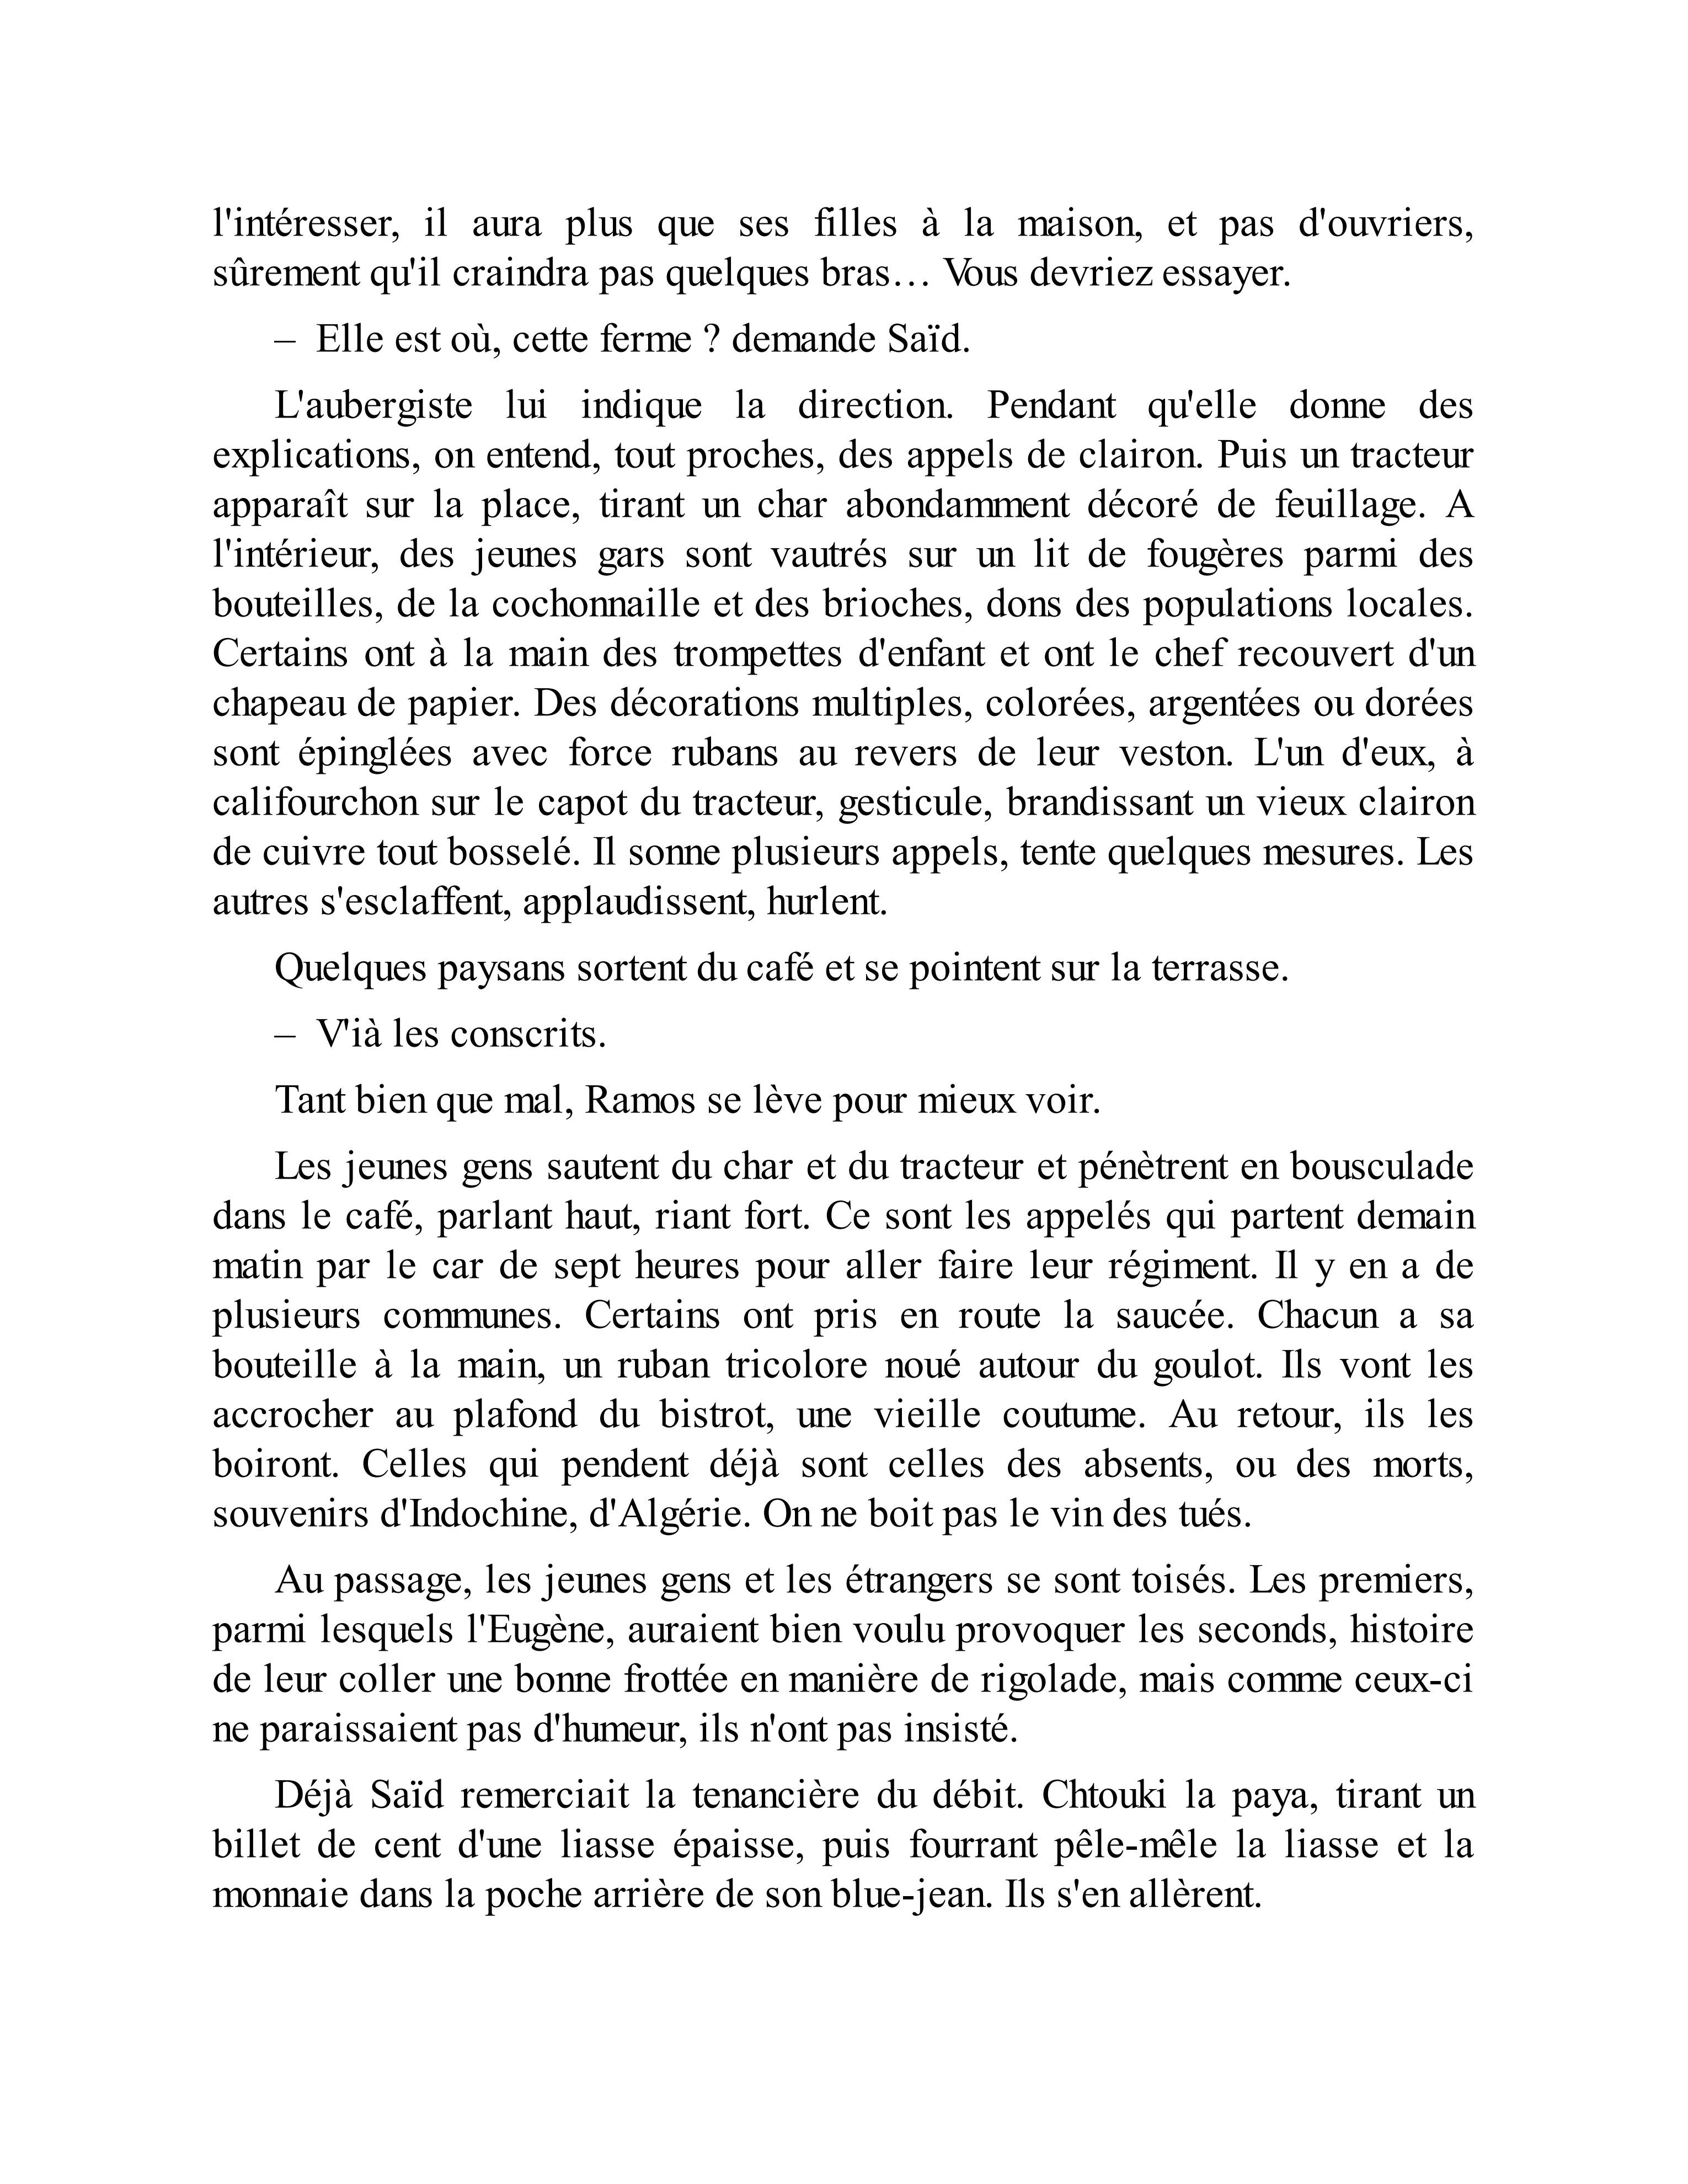 l'intéresser, il aura plus que ses filles à la maison, et pas d'ouvriers,
sûrement qu'il craindra pas quelques bras… Vous devriez essayer.
– Elle est où, cette ferme ? demande Saïd.
L'aubergiste lui indique la direction. Pendant qu'elle donne des
explications, on entend, tout proches, des appels de clairon. Puis un tracteur
apparaît sur la place, tirant un char abondamment décoré de feuillage. A
l'intérieur, des jeunes gars sont vautrés sur un lit de fougères parmi des
bouteilles, de la cochonnaille et des brioches, dons des populations locales.
Certains ont à la main des trompettes d'enfant et ont le chef recouvert d'un
chapeau de papier. Des décorations multiples, colorées, argentées ou dorées
sont épinglées avec force rubans au revers de leur veston. L'un d'eux, à
califourchon sur le capot du tracteur, gesticule, brandissant un vieux clairon
de cuivre tout bosselé. Il sonne plusieurs appels, tente quelques mesures. Les
autres s'esclaffent, applaudissent, hurlent.
Quelques paysans sortent du café et se pointent sur la terrasse.
– V'ià les conscrits.
Tant bien que mal, Ramos se lève pour mieux voir.
Les jeunes gens sautent du char et du tracteur et pénètrent en bousculade
dans le café, parlant haut, riant fort. Ce sont les appelés qui partent demain
matin par le car de sept heures pour aller faire leur régiment. Il y en a de
plusieurs communes. Certains ont pris en route la saucée. Chacun a sa
bouteille à la main, un ruban tricolore noué autour du goulot. Ils vont les
accrocher au plafond du bistrot, une vieille coutume. Au retour, ils les
boiront. Celles qui pendent déjà sont celles des absents, ou des morts,
souvenirs d'Indochine, d'Algérie. On ne boit pas le vin des tués.
Au passage, les jeunes gens et les étrangers se sont toisés. Les premiers,
parmi lesquels l'Eugène, auraient bien voulu provoquer les seconds, histoire
de leur coller une bonne frottée en manière de rigolade, mais comme ceux-ci
ne paraissaient pas d'humeur, ils n'ont pas insisté.
Déjà Saïd remerciait la tenancière du débit. Chtouki la paya, tirant un
billet de cent d'une liasse épaisse, puis fourrant pêle-mêle la liasse et la
monnaie dans la poche arrière de son blue-jean. Ils s'en allèrent.